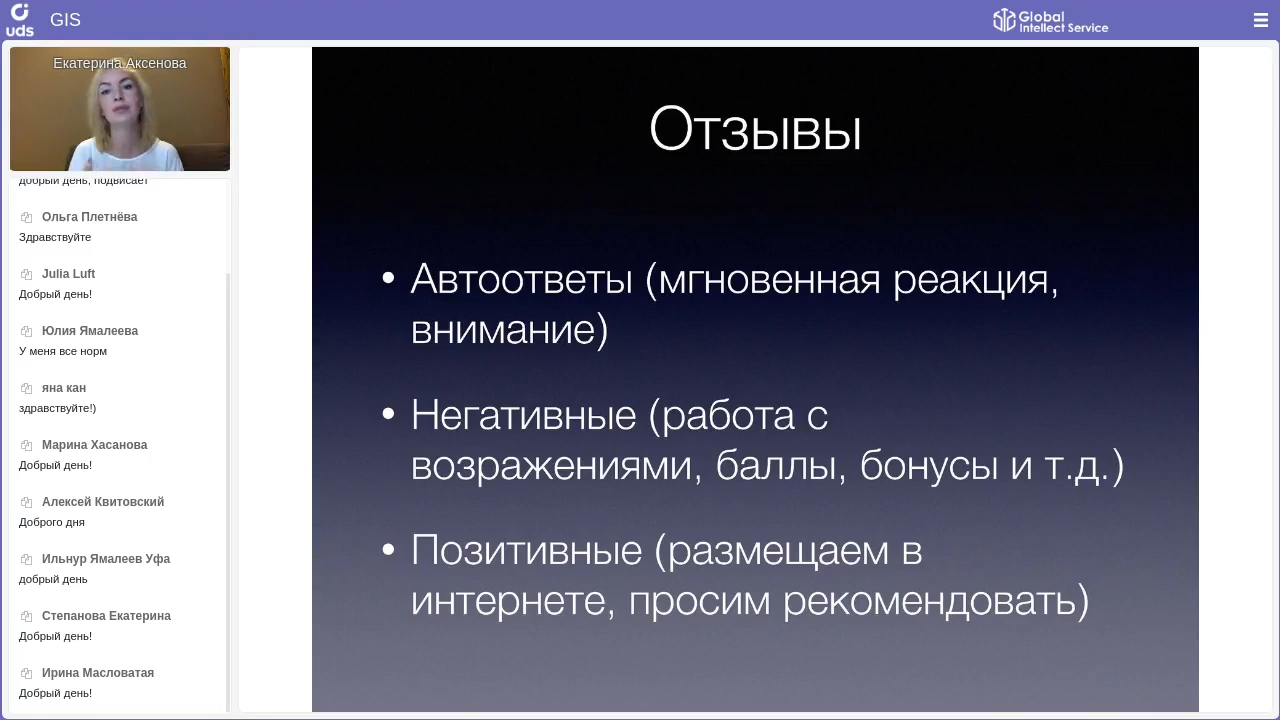 uds
GIS
Global
Intellect Service
Екатерина Аксенова
добрый день, подвисает
Ольга Плетнёва
Здравствуйте
Julia Luft
Добрый день!
Юлия Ямалеева
У меня все норм
яна кан
здравствуйте!)
Марина Хасанова
Добрый день!
Алексей Квитовский
Доброго дня
Ильнур Ямалеев Уфа
добрый день
Степанова Екатерина
Добрый день!
Ирина Масловатая
Добрый день!
Отзывы
• Автоответы (мгновенная реакция,
внимание)
• Негативные (работа с
возражениями, баллы, бонусы и т.д.)
• Позитивные (размещаем в
интернете, просим рекомендовать)